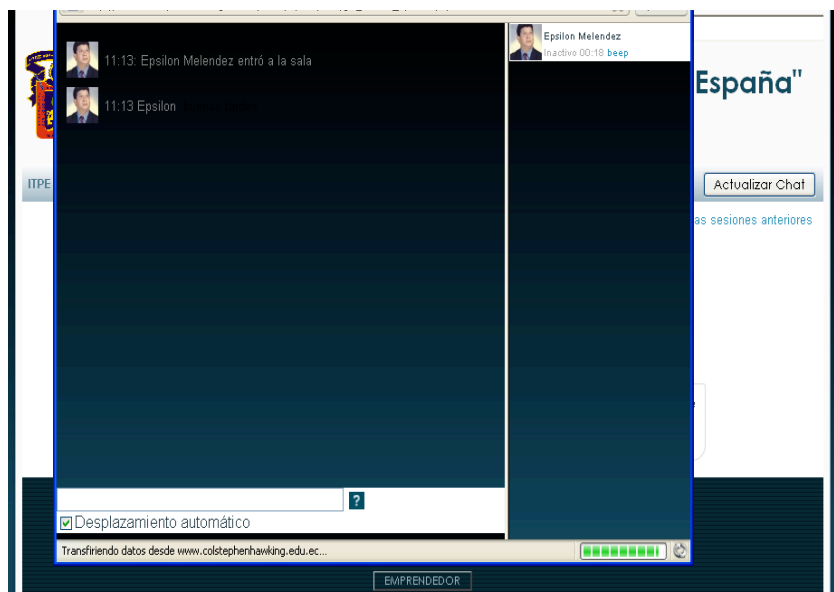 Epsilon Melendez
Inactivo 00:18 beep
11:13: Epsilon Melendez entró a la sala
11:13 Epsilon
España"
ITPE
Actualizar Chat
as sesiones anteriores
?
Desplazamiento automático
Transfiriendo datos desde www.colstephenhawking.edu.ec...
EMPRENDEDOR